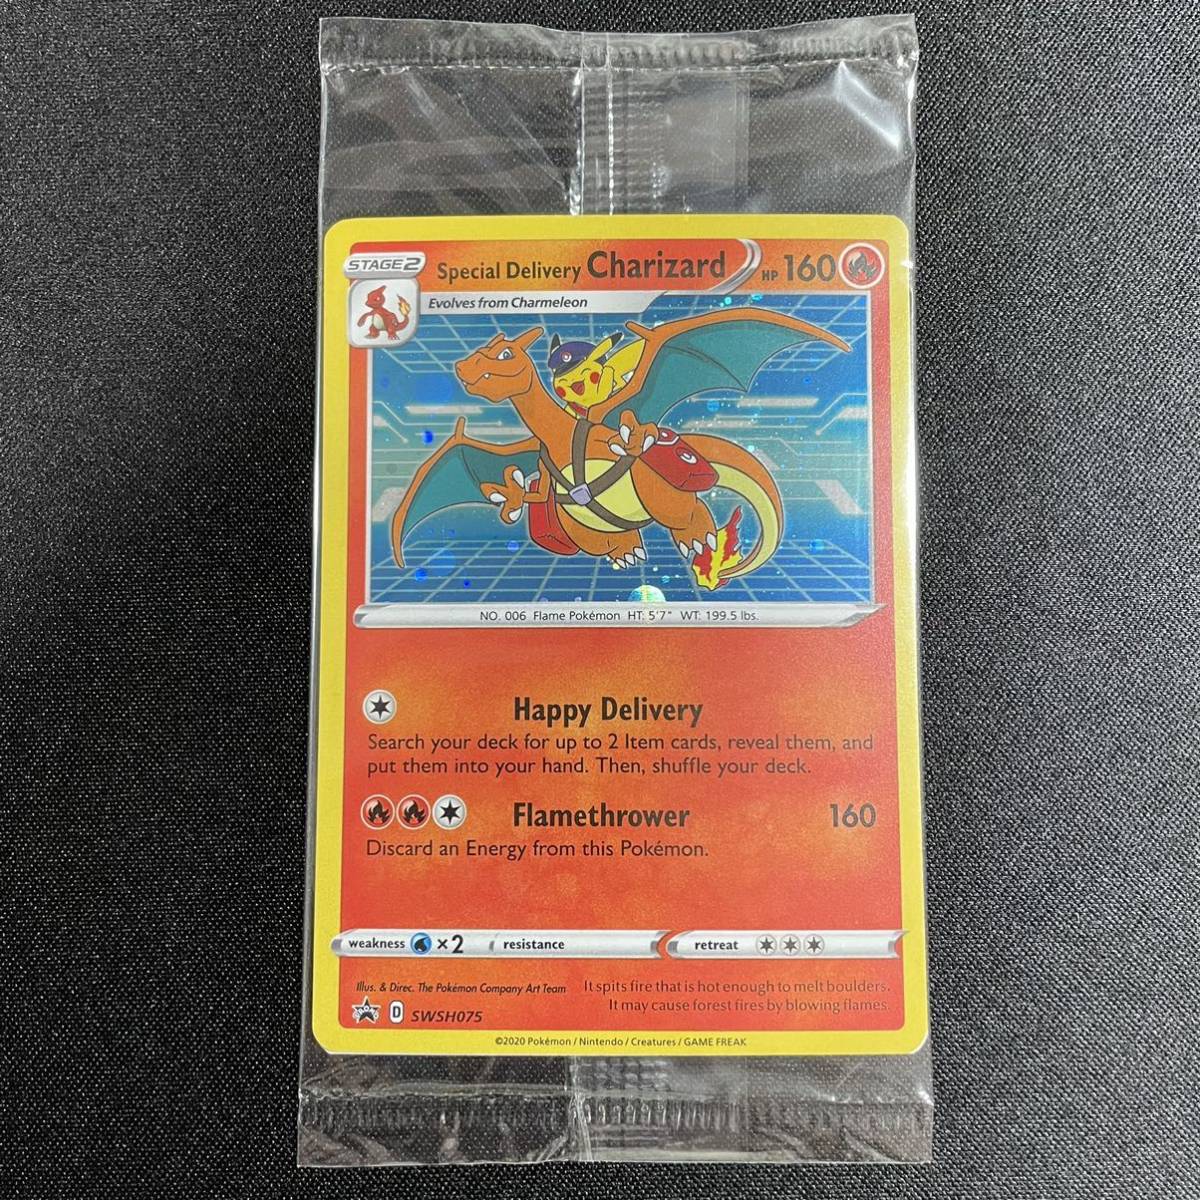 STAGE2
Special Delivery Charizard HP 160
Evolves from Charmeleon
NO. 006 Flame Pokémon HT: 5'7" WT: 199.5 lbs.
Happy Delivery
Search your deck for up to 2 Item cards, reveal them, and
put them into your hand. Then, shuffle your deck.
Flamethrower 160
Discard an Energy from this Pokémon.
weakness ×2 resistance retreat
Illus. & Direc. The Pokémon Company Art Team
It spits fire that is hot enough to melt boulders.
It may cause forest fires by blowing flames.
D SWSH075
©2020 Pokémon / Nintendo / Creatures / GAME FREAK